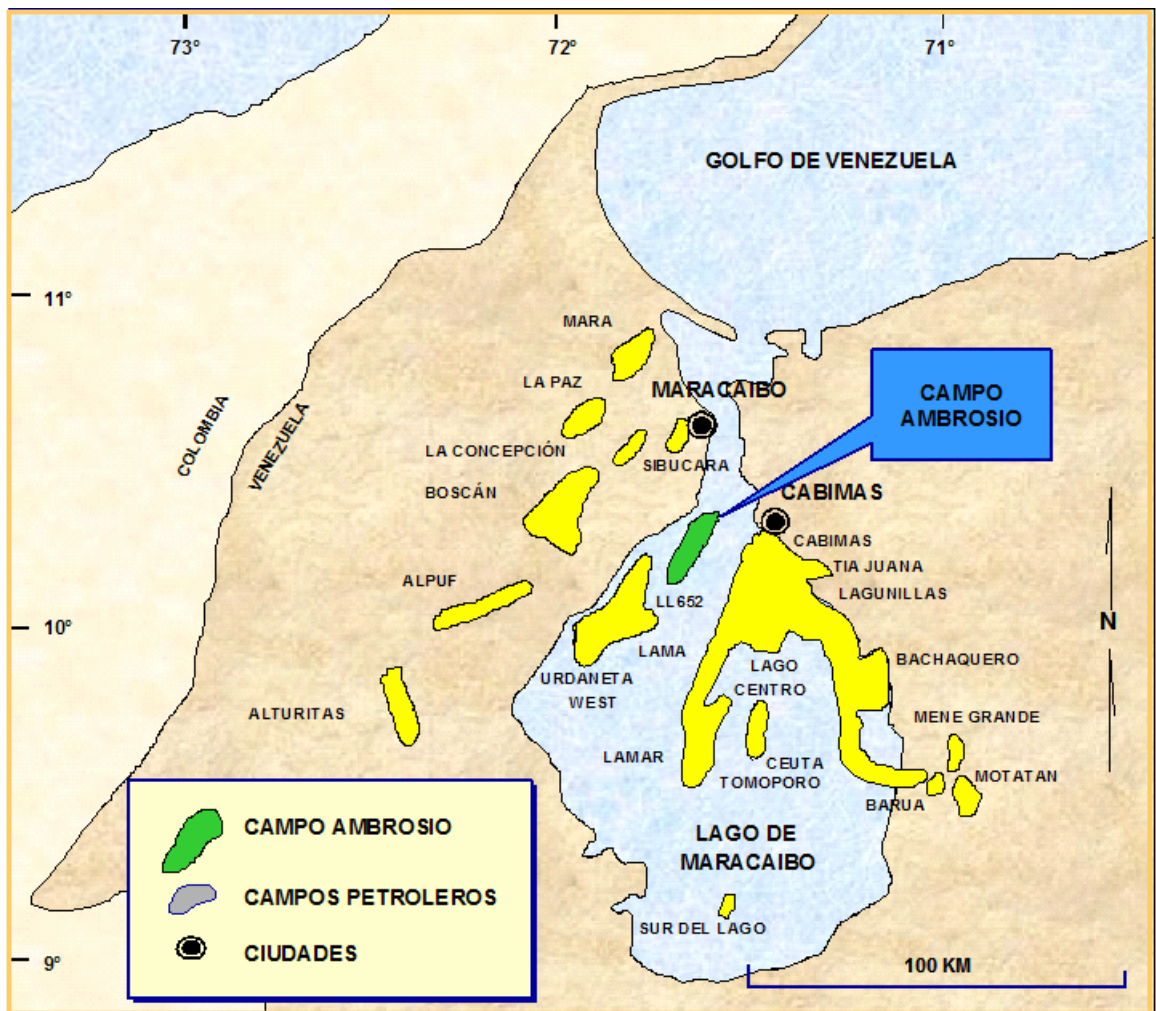 73°
72°
71°
GOLFO DE VENEZUELA
11°
MARA
LA PAZ
MARACAIBO
CAMPO
AMBROSIO
COLOMBIA
VENEZUELA
LA CONCEPCIÓN
SIBUCARA
BOSCÁN
CABIMAS
CABIMAS
TIA JUANA
ALPUF
LAGUNILLAS
LL652
10°
N
LAMA
LAGO
CENTRO
BACHAQUERO
URDANETA
WEST
ALTURITAS
MENE GRANDE
LAMAR
CEUTA
TOMOPORO
MOTATAN
BARUA
LAGO DE
MARACAIBO
CAMPO AMBROSIO
CAMPOS PETROLEROS
SUR DEL LAGO
CIUDADES
9°
100 KM